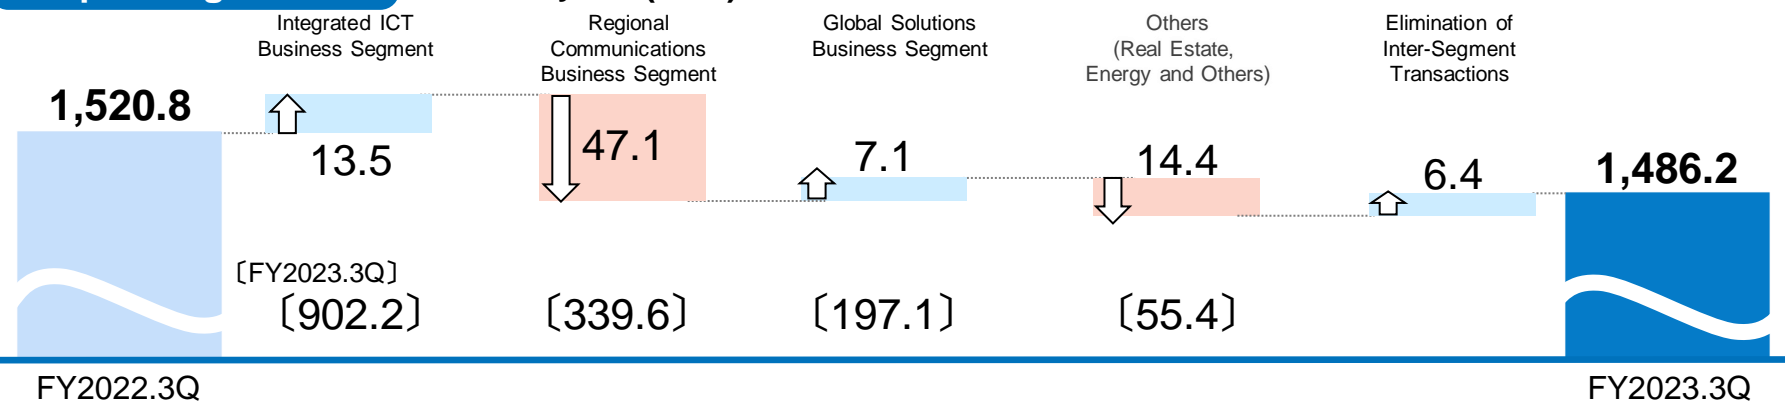 Integrated ICT
Business Segment
Regional
Communications
Business Segment
Global Solutions
Business Segment
Others
(Real Estate,
Energy and Others)
Elimination of
Inter-Segment
Transactions
1,520.8
13.5
47.1
7.1
14.4
6.4
1,486.2
〔FY2023.3Q〕
〔902.2〕
〔339.6〕
〔197.1〕
〔55.4〕
FY2022.3Q
FY2023.3Q